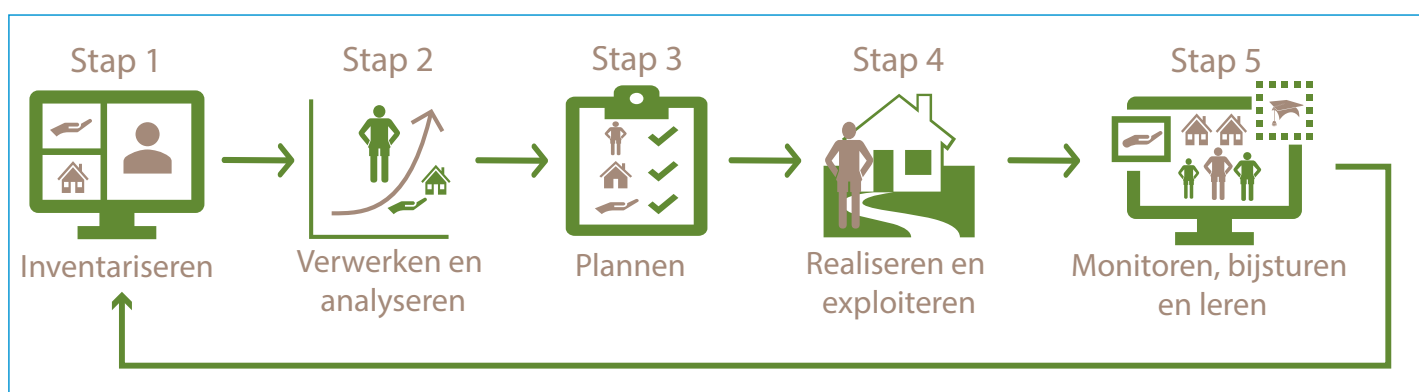 Stap 1
Stap 2
Stap 3
Stap 4
Stap 5
Inventariseren
Verwerken en
analyseren
Plannen
Realiseren en
exploiteren
Monitoren, bijsturen
en leren